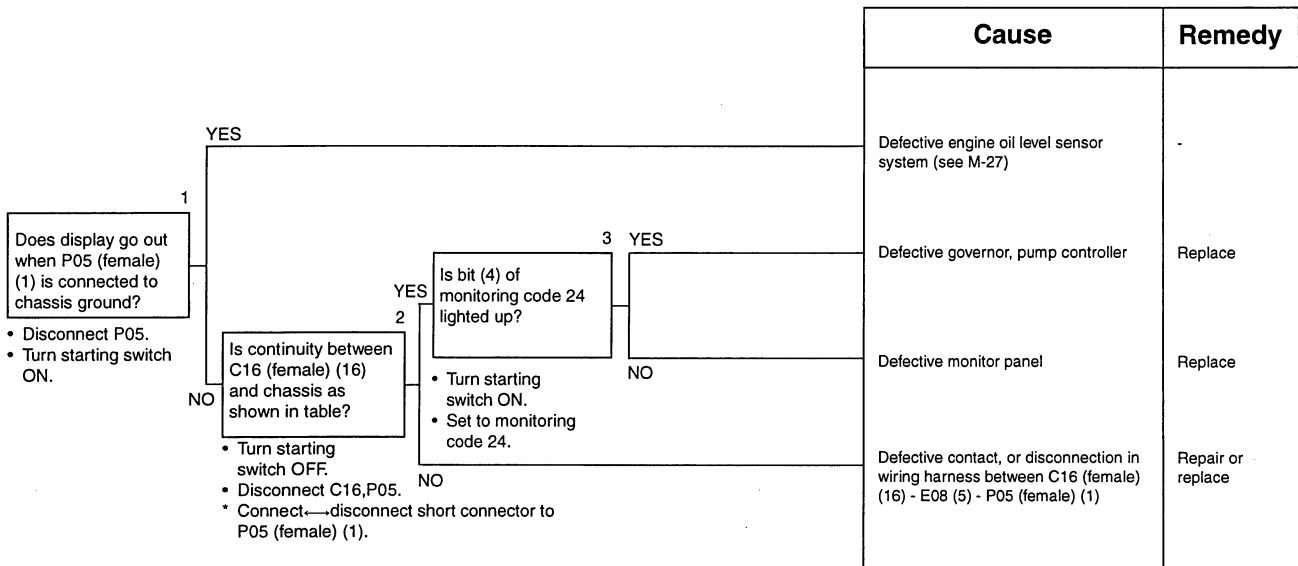 Cause
Remedy
YES
Defective engine oil level sensor
system (see M-27)
-
1
Does display go out
when P05 (female)
(1) is connected to
chassis ground?
• Disconnect P05.
• Turn starting switch
ON.
NO
2
Is continuity between
C16 (female) (16)
and chassis as
shown in table?
• Turn starting
switch OFF.
• Disconnect C16,P05.
* Connect←→disconnect short connector to
P05 (female) (1).
YES
3
Is bit (4) of
monitoring code 24
lighted up?
• Turn starting
switch ON.
• Set to monitoring
code 24.
YES
Defective governor, pump controller
Replace
NO
Defective monitor panel
Replace
NO
Defective contact, or disconnection in
wiring harness between C16 (female)
(16) - E08 (5) - P05 (female) (1)
Repair or
replace